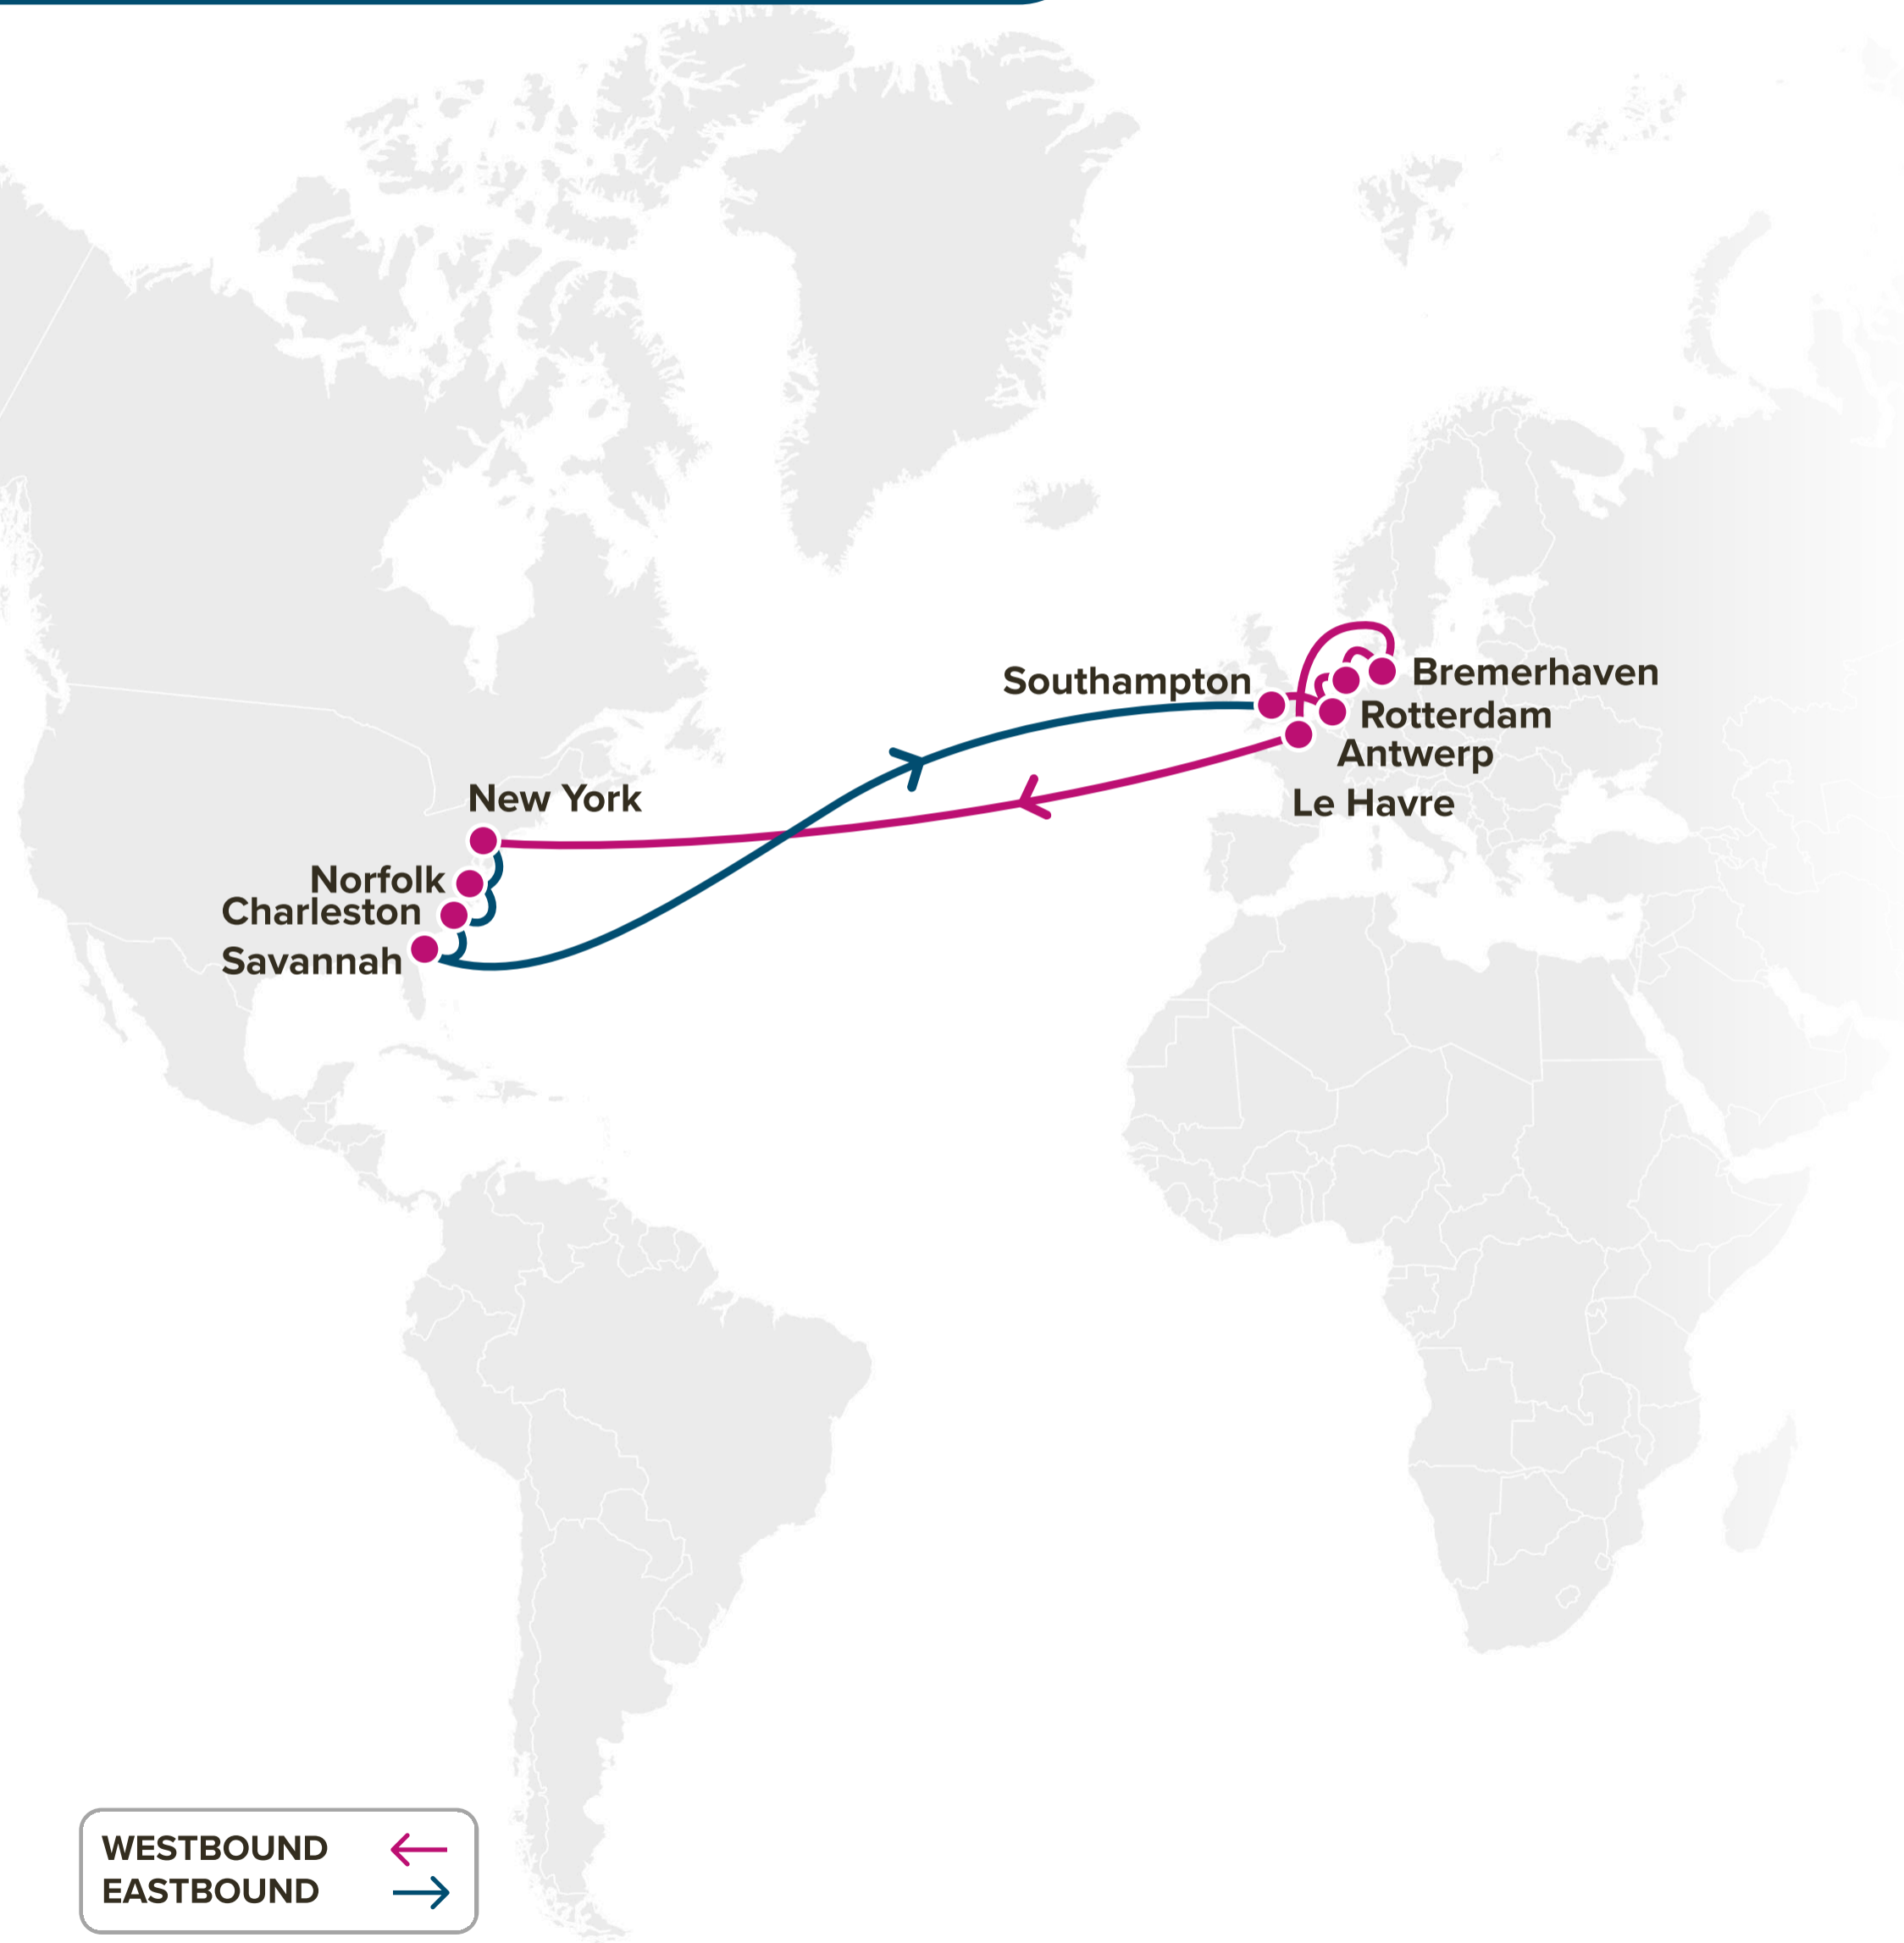 Southampton
Bremerhaven
Rotterdam
Antwerp
Le Havre
New York
Norfolk
Charleston
Savannah
WESTBOUND
EASTBOUND